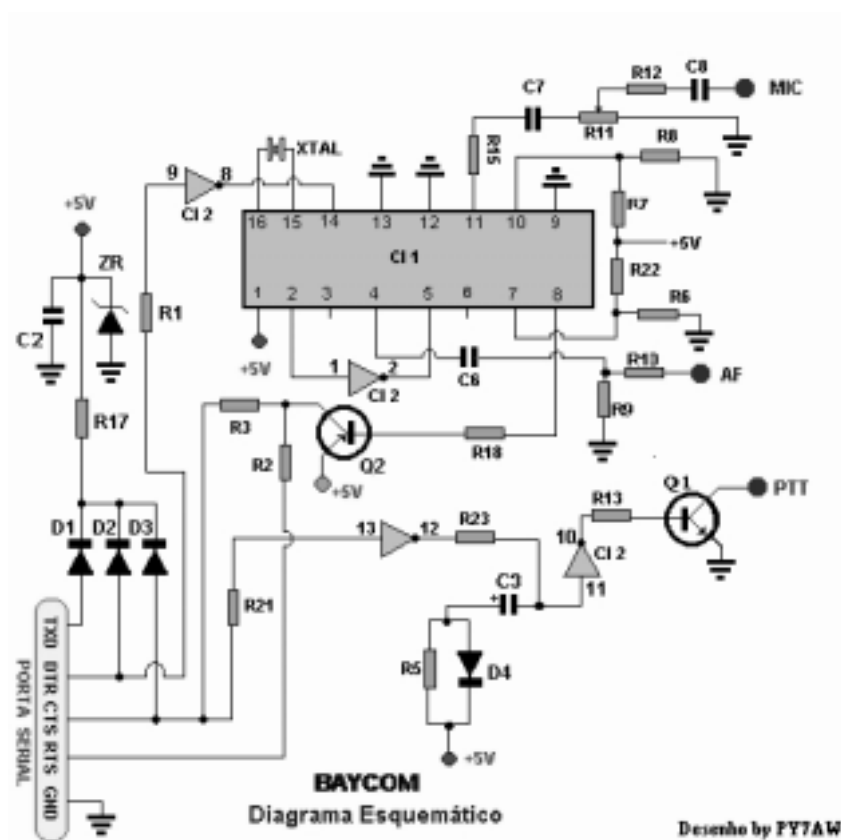 C8
R12
MIC
C7
R11
R15
R8
XTAL
9
8
CI 2
16 15 14 13 12 11 10 9
+5V
R7
+5V
ZR
CI 1
R22
R1
1 2 3 4 5 6 7 8
R6
C2
+5V
1
2
CI 2
C6
R10
AF
R9
R17
R3
R2
Q2
R18
+5V
Q1
PTT
R13
D1 D2 D3
13
12
R23
10
CI 2
11
R21
+
C3
R5
D4
+5V
PORTA SERIAL
TXD DTR CTS RTS GND
BAYCOM
Diagrama Esquemático
Desenho by PY7AW